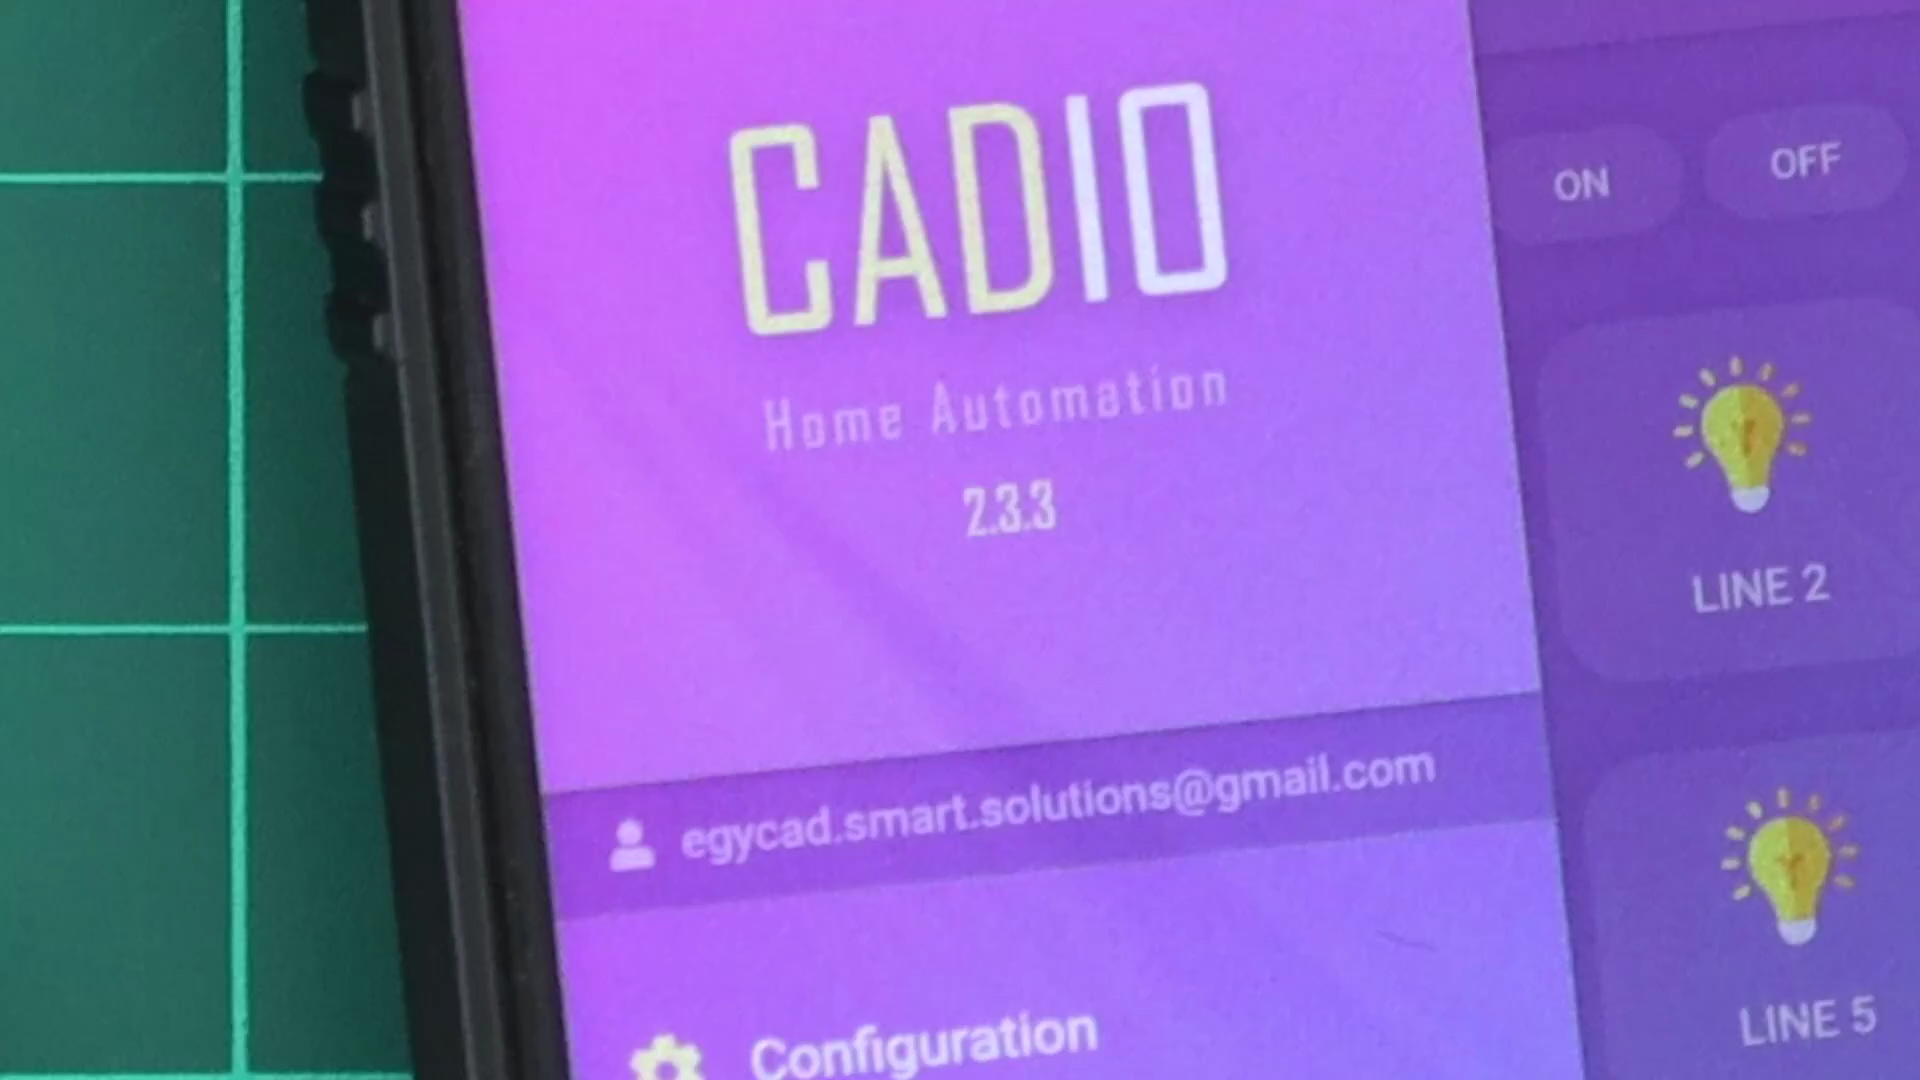 CADIO
Home Automation
2.3.3
egycad.smart.solutions@gmail.com
Configuration
ON
OFF
LINE 2
LINE 5